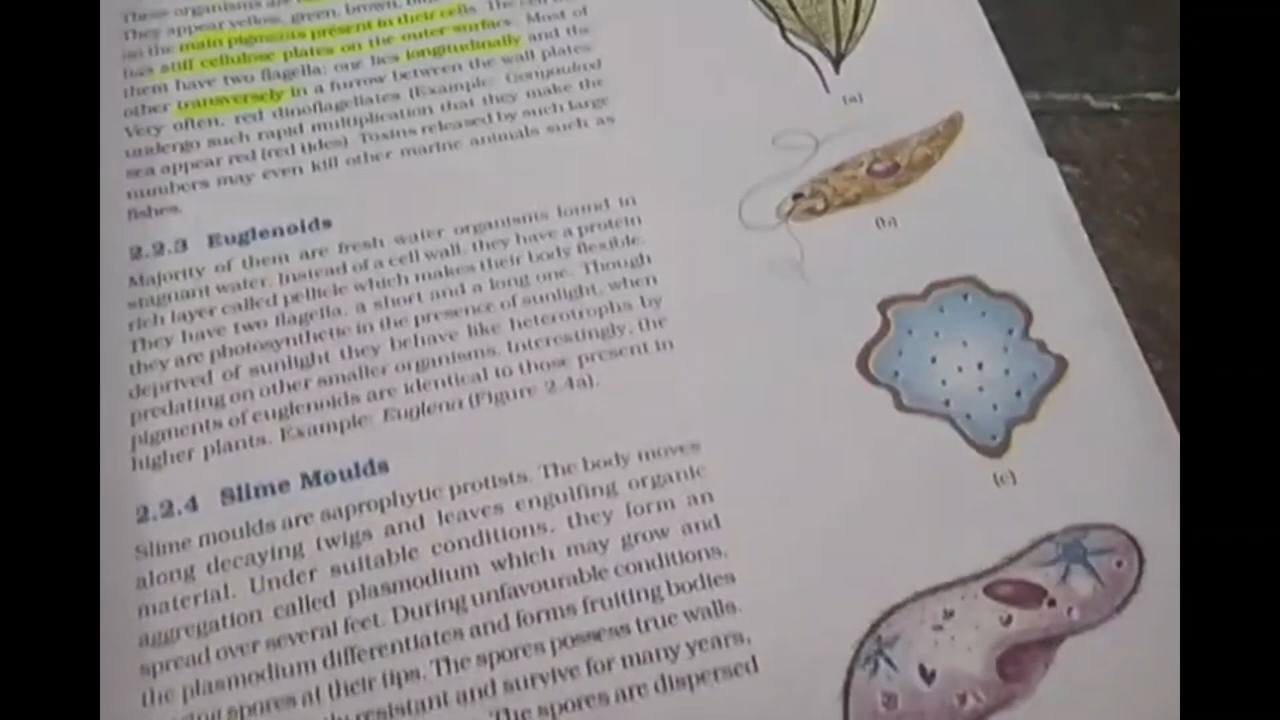 These organisms are
They appear yellow, green, brown,
on the main pigments present in their cells. The cell
has stiff cellulose plates on the outer surface. Most of
them have two flagella; one lies longitudinally and the
other transversely in a furrow between the wall plates.
Very often, red dinoflagellates (Example: Gonyaulax)
undergo such rapid multiplication that they make the
sea appear red (red tides). Toxins released by such large
numbers may even kill other marine animals such as
fishes.
2.2.3 Euglenoids
Majority of them are fresh water organisms found in
stagnant water. Instead of a cell wall, they have a protein
rich layer called pellicle which makes their body flexible.
They have two flagella, a short and a long one. Though
they are photosynthetic in the presence of sunlight, when
deprived of sunlight they behave like heterotrophs by
predating on other smaller organisms. Interestingly, the
pigments of euglenoids are identical to those present in
higher plants. Example: Euglena (Figure 2.4a).
2.2.4 Slime Moulds
Slime moulds are saprophytic protists. The body moves
along decaying twigs and leaves engulfing organic
material. Under suitable conditions, they form an
aggregation called plasmodium which may grow and
spread over several feet. During unfavourable conditions,
the plasmodium differentiates and forms fruiting bodies
spores at their tips. The spores possess true walls.
resistant and survive for many years,
The spores are dispersed
(a)
(b)
(c)